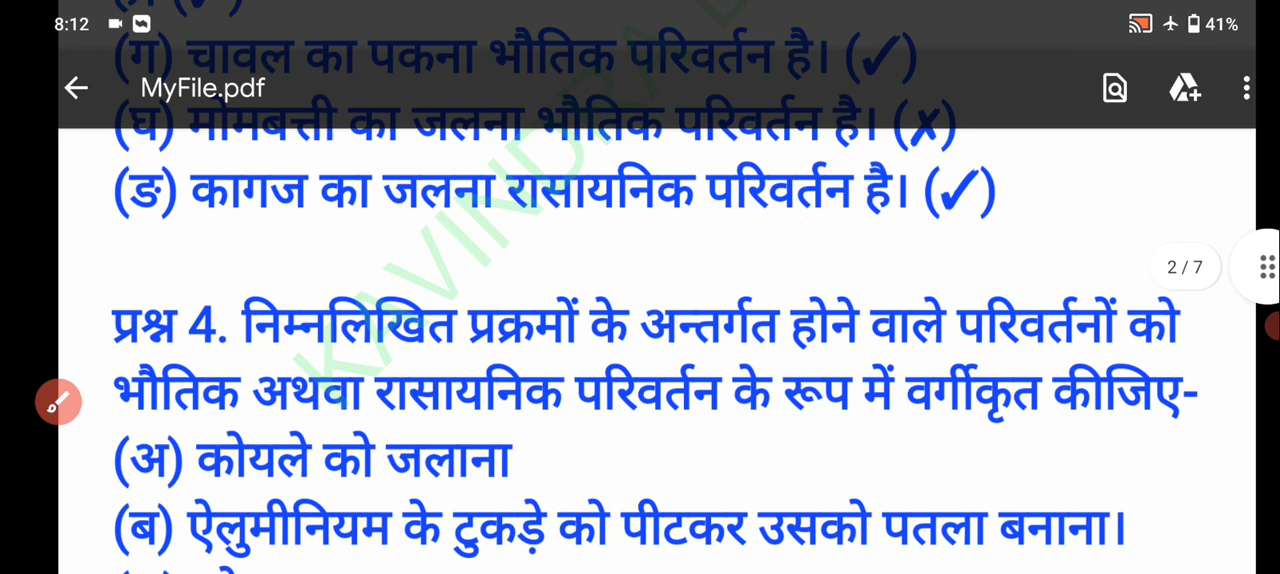 8:12
41%
(ग) चावल का पकना भौतिक परिवर्तन है। (✓)
MyFile.pdf
(घ) मोमबत्ती का जलना भौतिक परिवर्तन है। (✗)
(ङ) कागज का जलना रासायनिक परिवर्तन है। (✓)
2 / 7
प्रश्न 4. निम्नलिखित प्रक्रमों के अन्तर्गत होने वाले परिवर्तनों को
भौतिक अथवा रासायनिक परिवर्तन के रूप में वर्गीकृत कीजिए-
(अ) कोयले को जलाना
(ब) ऐलुमीनियम के टुकड़े को पीटकर उसको पतला बनाना।
KAVINDRA